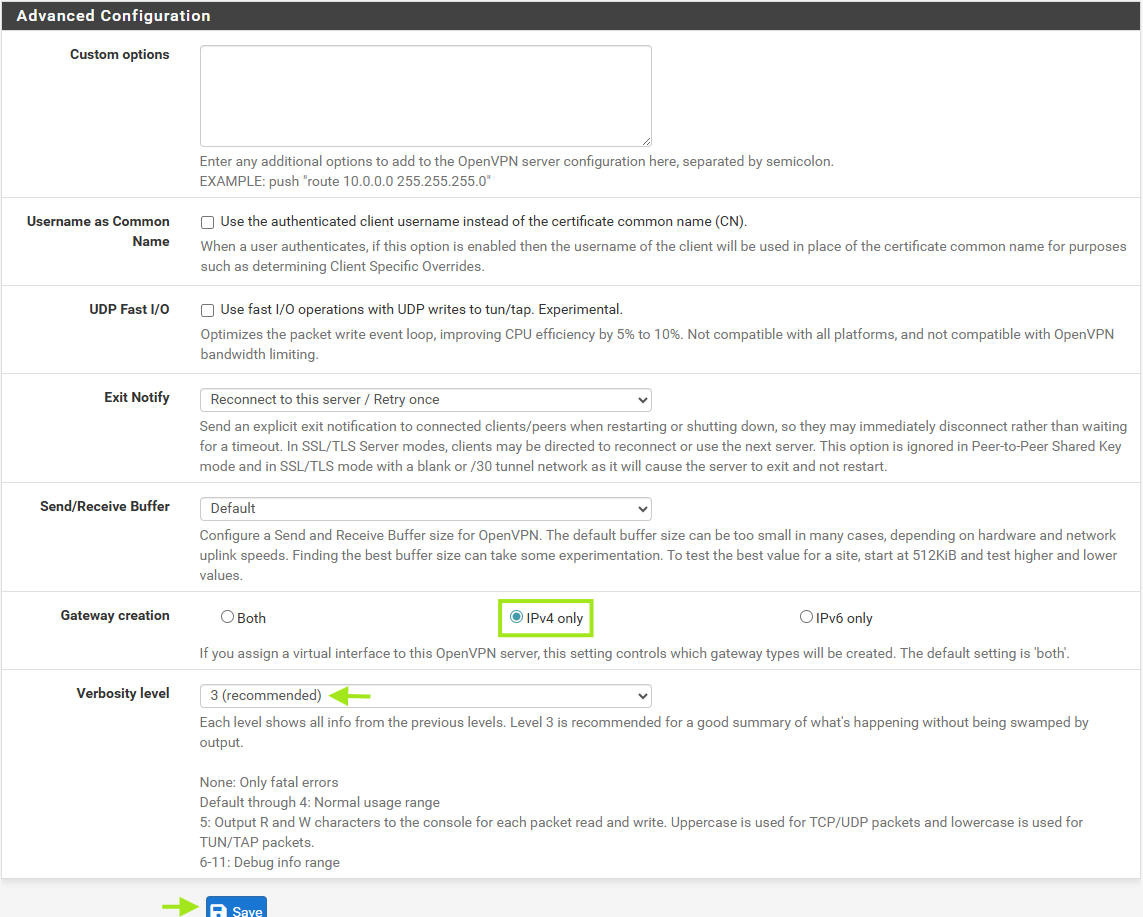 Advanced Configuration
Custom options
Enter any additional options to add to the OpenVPN server configuration here, separated by semicolon.
EXAMPLE: push "route 10.0.0.0 255.255.255.0"
Username as Common
Name
Use the authenticated client username instead of the certificate common name (CN).
When a user authenticates, if this option is enabled then the username of the client will be used in place of the certificate common name for purposes
such as determining Client Specific Overrides.
UDP Fast I/O
Use fast I/O operations with UDP writes to tun/tap. Experimental.
Optimizes the packet write event loop, improving CPU efficiency by 5% to 10%. Not compatible with all platforms, and not compatible with OpenVPN
bandwidth limiting.
Exit Notify
Reconnect to this server / Retry once
Send an explicit exit notification to connected clients/peers when restarting or shutting down, so they may immediately disconnect rather than waiting
for a timeout. In SSL/TLS Server modes, clients may be directed to reconnect or use the next server. This option is ignored in Peer-to-Peer Shared Key
mode and in SSL/TLS mode with a blank or /30 tunnel network as it will cause the server to exit and not restart.
Send/Receive Buffer
Default
Configure a Send and Receive Buffer size for OpenVPN. The default buffer size can be too small in many cases, depending on hardware and network
uplink speeds. Finding the best buffer size can take some experimentation. To test the best value for a site, start at 512KiB and test higher and lower
values.
Gateway creation
Both
IPv4 only
IPv6 only
If you assign a virtual interface to this OpenVPN server, this setting controls which gateway types will be created. The default setting is 'both'.
Verbosity level
3 (recommended)
Each level shows all info from the previous levels. Level 3 is recommended for a good summary of what's happening without being swamped by
output.
None: Only fatal errors
Default through 4: Normal usage range
5: Output R and W characters to the console for each packet read and write. Uppercase is used for TCP/UDP packets and lowercase is used for
TUN/TAP packets.
6-11: Debug info range
Save